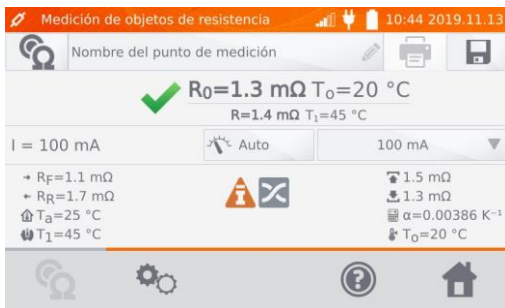 Medición de objetos de resistencia 10:44 2019.11.13
Nombre del punto de medición
R₀=1.3 mΩ Tₒ=20 °C
R=1.4 mΩ T₁=45 °C
I = 100 mA Auto 100 mA
RF=1.1 mΩ 1.5 mΩ
RR=1.7 mΩ 1.3 mΩ
Ta=25 °C α=0.00386 K⁻¹
T₁=45 °C Tₒ=20 °C